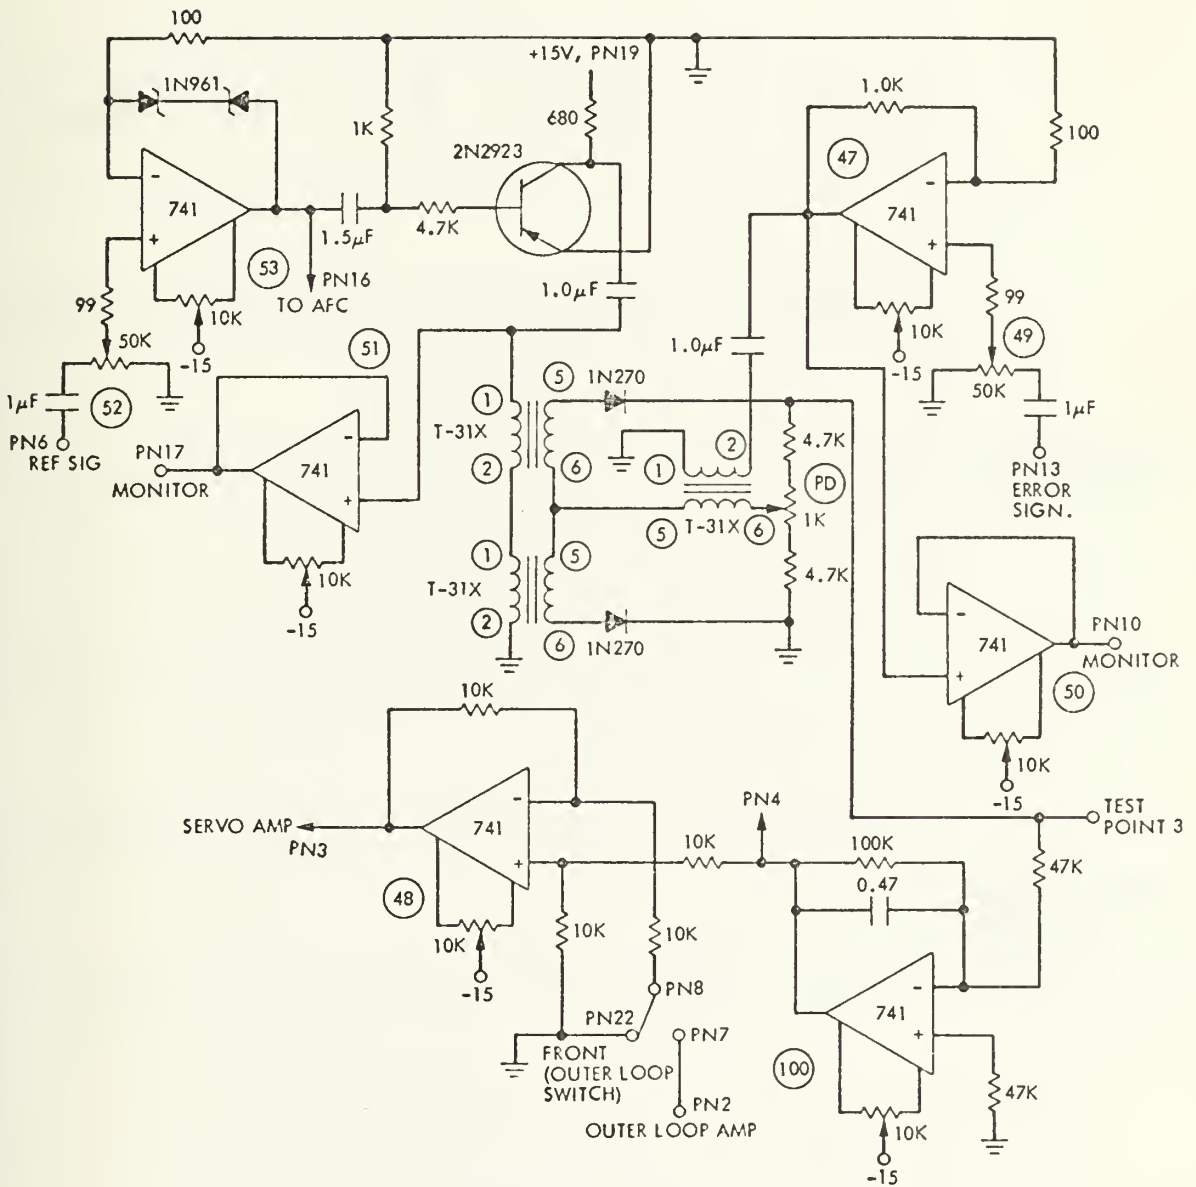 100
+15V, PN19
1N961
1.0K
680
1K
100
2N2923
47
-
741
+
4.7K
1.5µF
53
PN16
TO AFC
1.0µF
-
741
+
99
10K
-15
50K
51
1µF
52
PN6
REF SIG
1.0µF
10K
-15
99
49
50K
1µF
PN13
ERROR
SIGN.
5
1N270
1
T-31X
2
6
2
1
4.7K
PD
1K
5
T-31X
6
4.7K
PN17
MONITOR
-
741
+
10K
-15
1
T-31X
2
5
6
1N270
-
741
+
PN10
MONITOR
50
10K
-15
10K
-
741
+
SERVO AMP
PN3
48
10K
-15
PN4
10K
100K
0.47
TEST
POINT 3
47K
10K
10K
PN8
PN22
PN7
FRONT
(OUTER LOOP
SWITCH)
PN2
OUTER LOOP AMP
-
741
+
100
47K
10K
-15